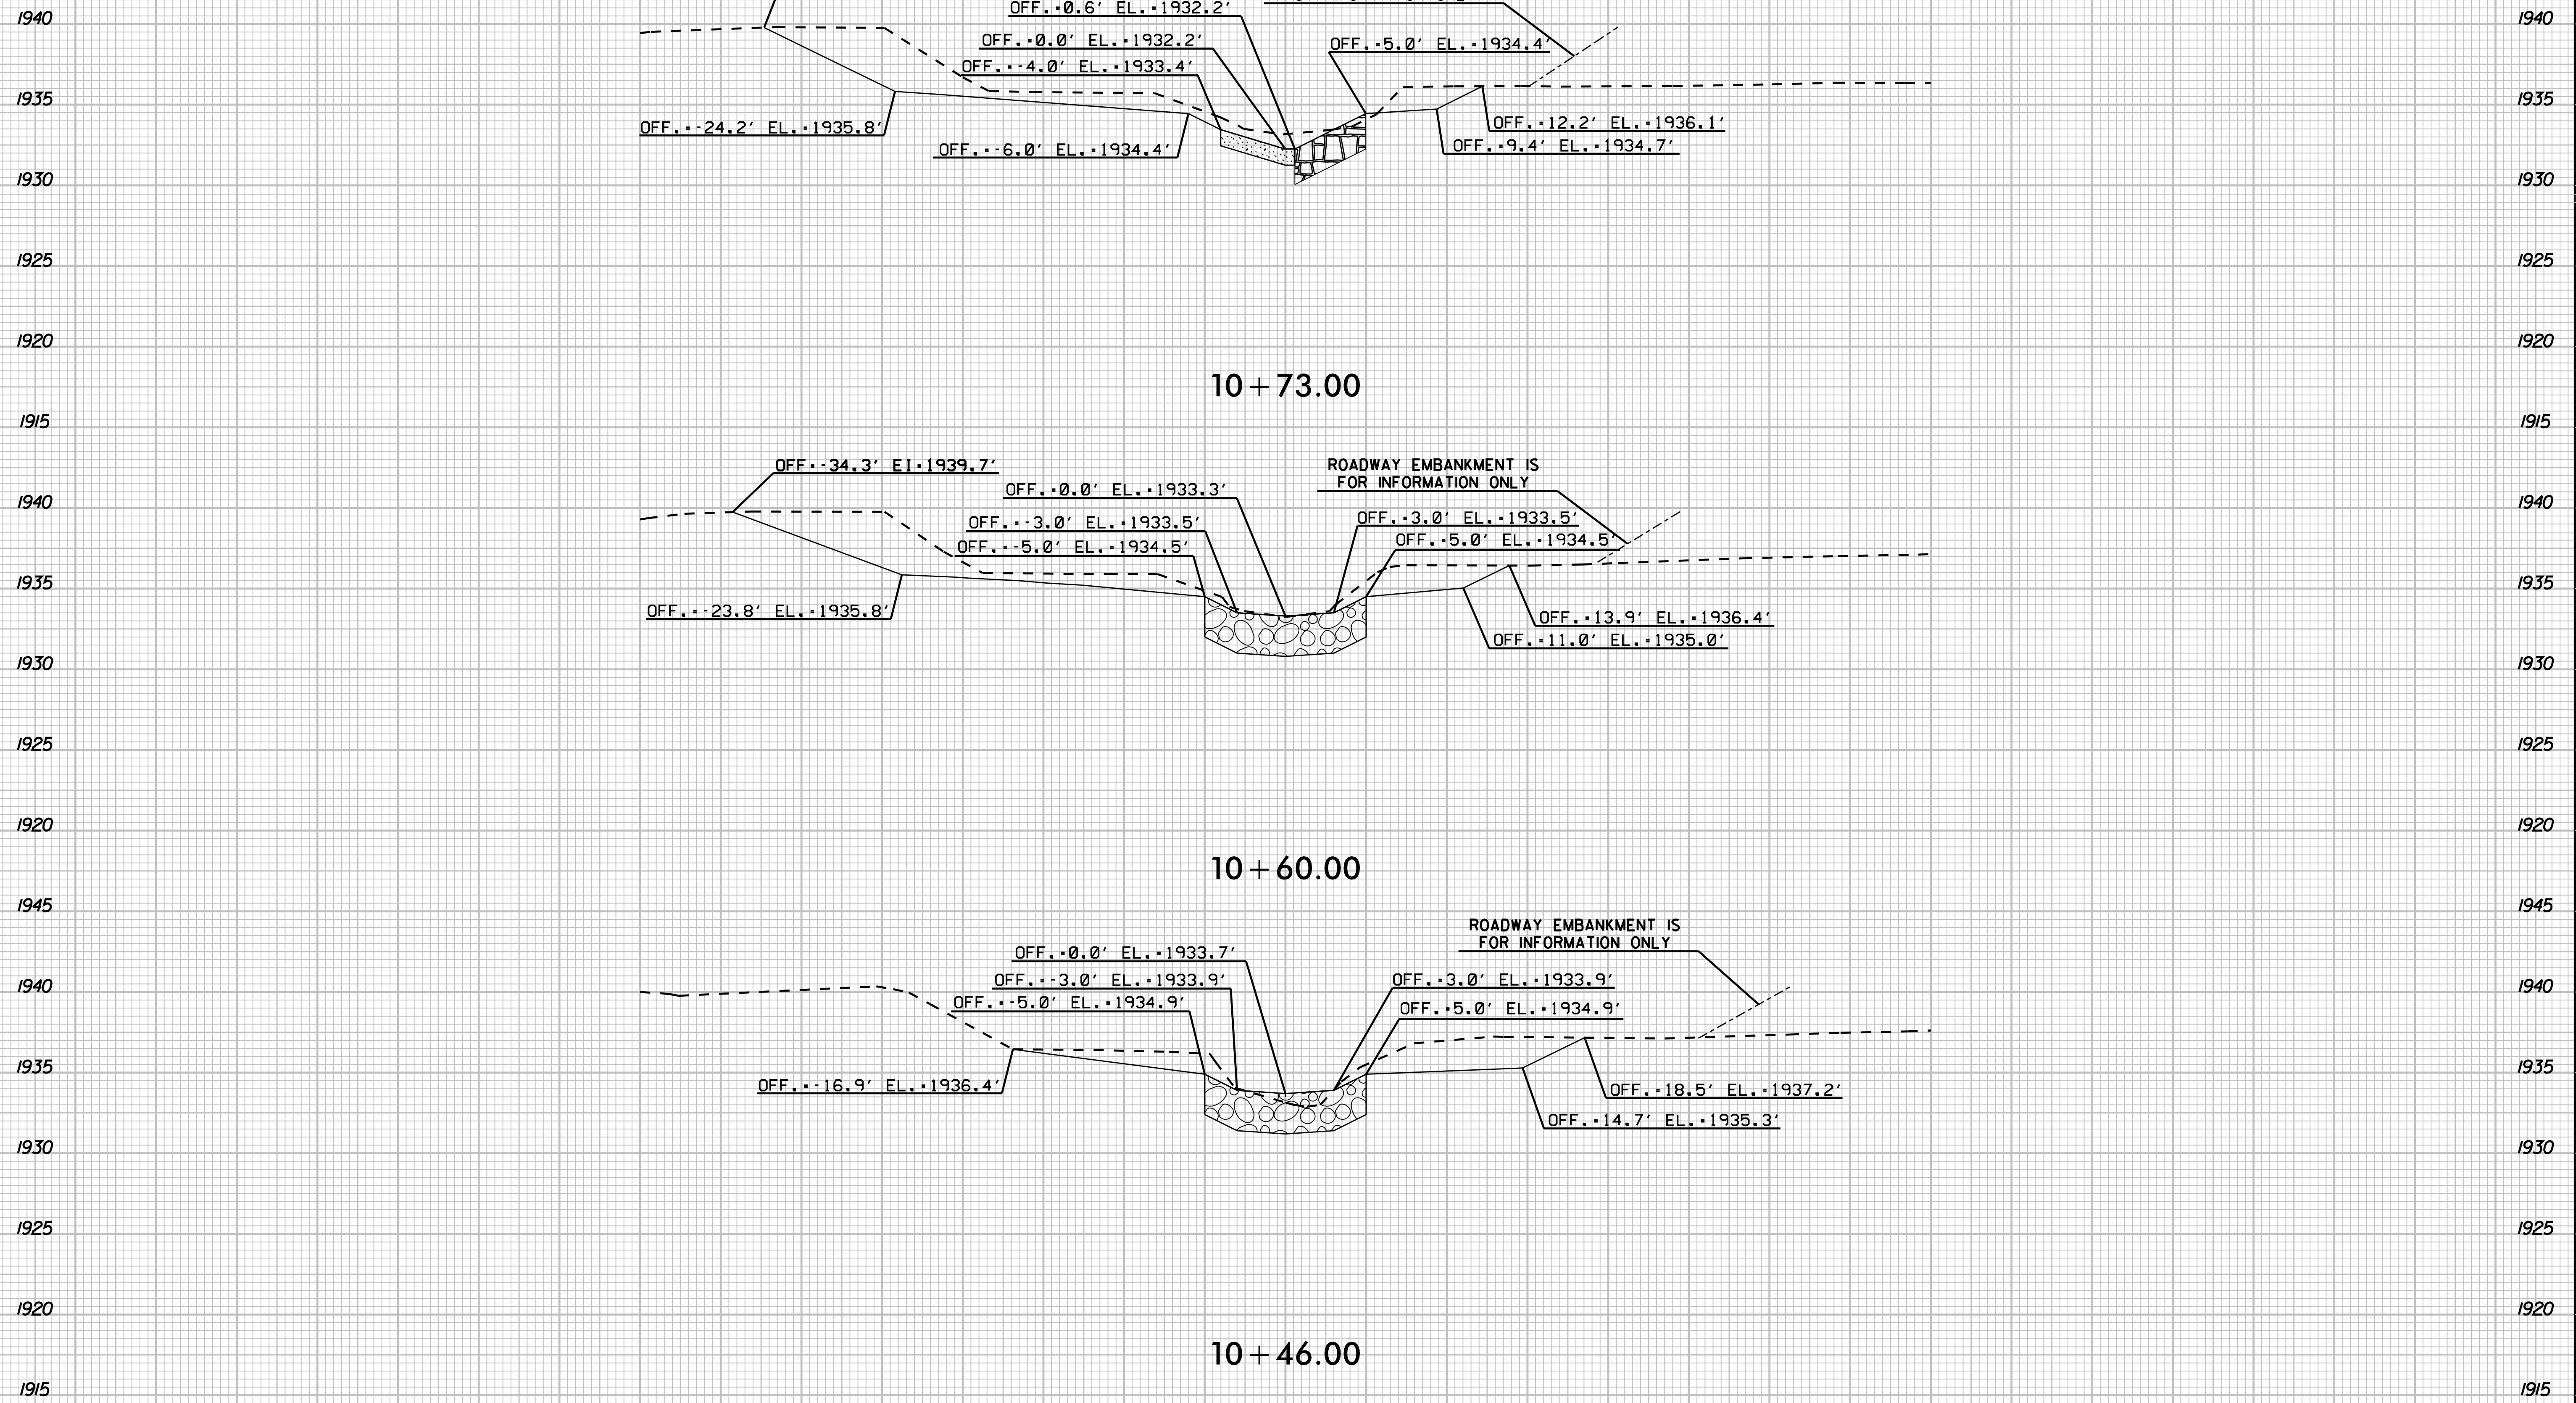 1940
1940
OFF.=0.6' EL.=1932.2'
OFF.=0.0' EL.=1932.2'
OFF.=5.0' EL.=1934.4'
OFF.=-4.0' EL.=1933.4'
1935
1935
OFF.=-24.2' EL.=1935.8'
OFF.=12.2' EL.=1936.1'
OFF.=-6.0' EL.=1934.4'
OFF.=9.4' EL.=1934.7'
1930
1930
1925
1925
1920
1920
10+73.00
1915
1915
OFF=-34.3' El=1939.7'
ROADWAY EMBANKMENT IS
FOR INFORMATION ONLY
OFF.=0.0' EL.=1933.3'
1940
1940
OFF.=-3.0' EL.=1933.5'
OFF.=3.0' EL.=1933.5'
OFF.=-5.0' EL.=1934.5'
OFF.=5.0' EL.=1934.5'
1935
1935
OFF.=-23.8' EL.=1935.8'
OFF.=13.9' EL.=1936.4'
OFF.=11.0' EL.=1935.0'
1930
1930
1925
1925
1920
1920
10+60.00
1945
1945
ROADWAY EMBANKMENT IS
FOR INFORMATION ONLY
OFF.=0.0' EL.=1933.7'
OFF.=-3.0' EL.=1933.9'
OFF.=3.0' EL.=1933.9'
1940
1940
OFF.=-5.0' EL.=1934.9'
OFF.=5.0' EL.=1934.9'
1935
1935
OFF.=-16.9' EL.=1936.4'
OFF.=18.5' EL.=1937.2'
OFF.=14.7' EL.=1935.3'
1930
1930
1925
1925
1920
1920
10+46.00
1915
1915